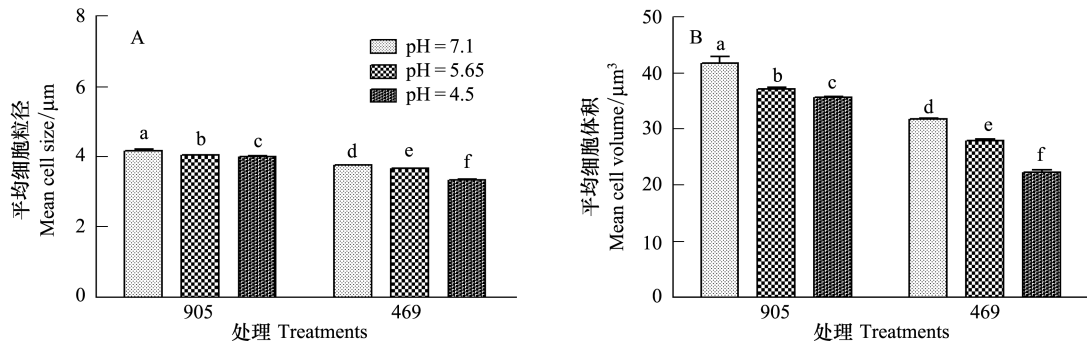 A
pH = 7.1
pH = 5.65
pH = 4.5
8
6
4
2
0
平均细胞粒径
Mean cell size/μm
a
b
c
d
e
f
905
469
处理 Treatments
B
50
40
30
20
10
0
平均细胞体积
Mean cell volume/μm³
a
b
c
d
e
f
905
469
处理 Treatments